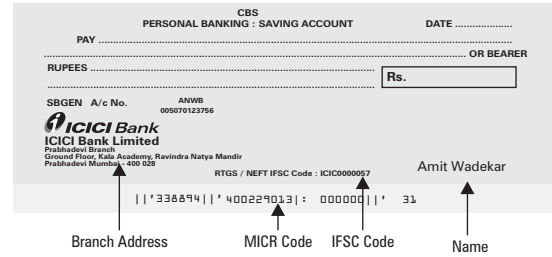 CBS
PERSONAL BANKING : SAVING ACCOUNT DATE ....................
PAY ..........................................................................................................................................
........................................................................................................................................ OR BEARER
RUPEES ..............................................................................................
.............................................................................................................. Rs.
SBGEN A/c No. ANWB
005070123756
ICICI Bank
ICICI Bank Limited
Prabhadevi Branch
Ground Floor, Kala Academy, Ravindra Natya Mandir
Prabhadevi Mumbai - 400 028
RTGS / NEFT IFSC Code : ICIC0000057
Amit Wadekar
||'338894||'400229013|: 000000||' 31
Branch Address MICR Code IFSC Code Name